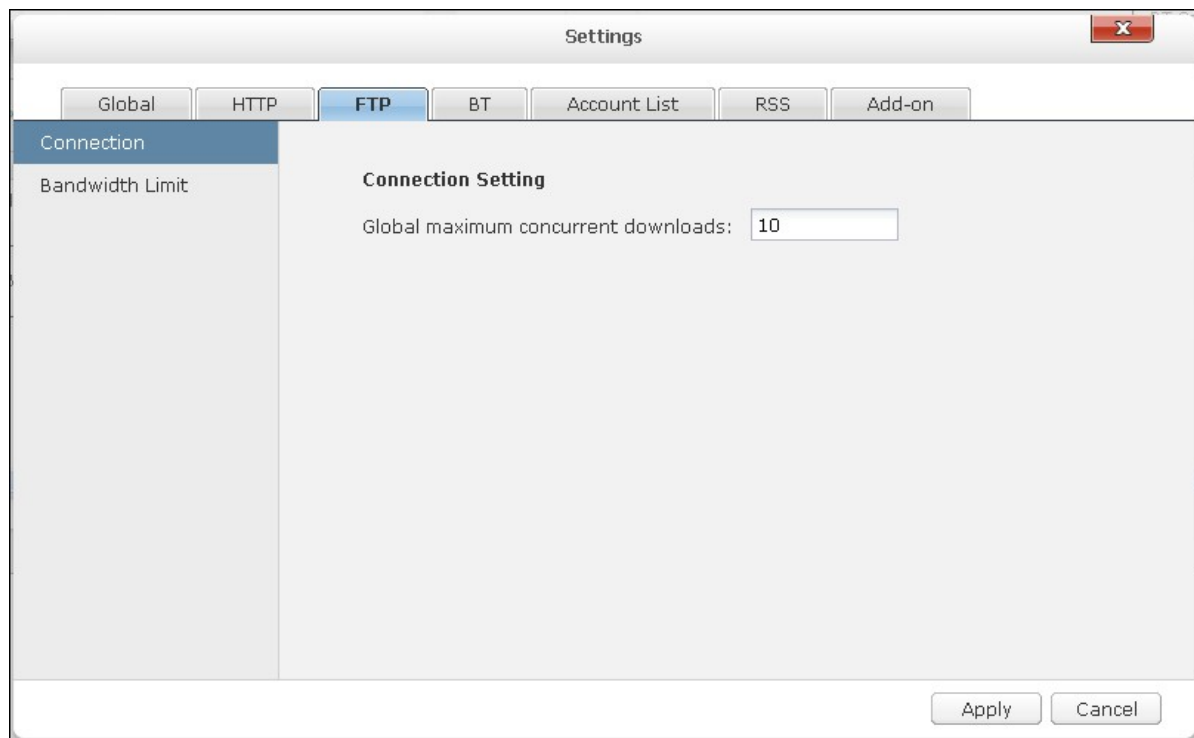 Settings
X
Global HTTP FTP BT Account List RSS Add-on
Connection
Bandwidth Limit
Connection Setting
Global maximum concurrent downloads: 10
Apply Cancel